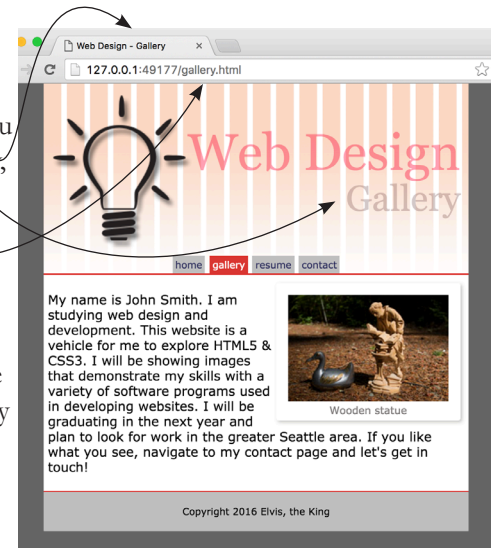 Web Design - Gallery
127.0.0.1:49177/gallery.html
u
,
Web Design
Gallery
home gallery resume contact
My name is John Smith. I am
studying web design and
development. This website is a
vehicle for me to explore HTML5 &
CSS3. I will be showing images
that demonstrate my skills with a
variety of software programs used
in developing websites. I will be
graduating in the next year and
plan to look for work in the greater Seattle area. If you like
what you see, navigate to my contact page and let's get in
touch!
Wooden statue
y
Copyright 2016 Elvis, the King